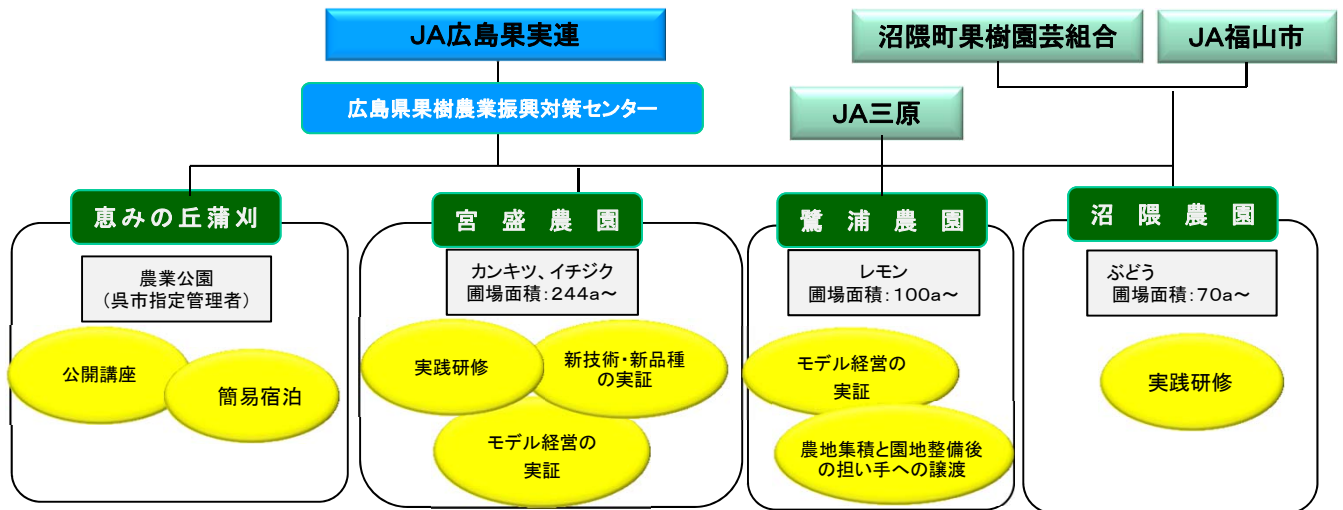 JA広島果実連
沼隈町果樹園芸組合
JA福山市
広島県果樹農業振興対策センター
JA三原
恵みの丘蒲刈
農業公園
(呉市指定管理者)
公開講座
簡易宿泊
宮盛農園
カンキツ、イチジク
圃場面積:244a~
実践研修
新技術・新品種
の実証
モデル経営の
実証
鷺浦農園
レモン
圃場面積:100a~
モデル経営の
実証
農地集積と園地整備後
の担い手への譲渡
沼隈農園
ぶどう
圃場面積:70a~
実践研修